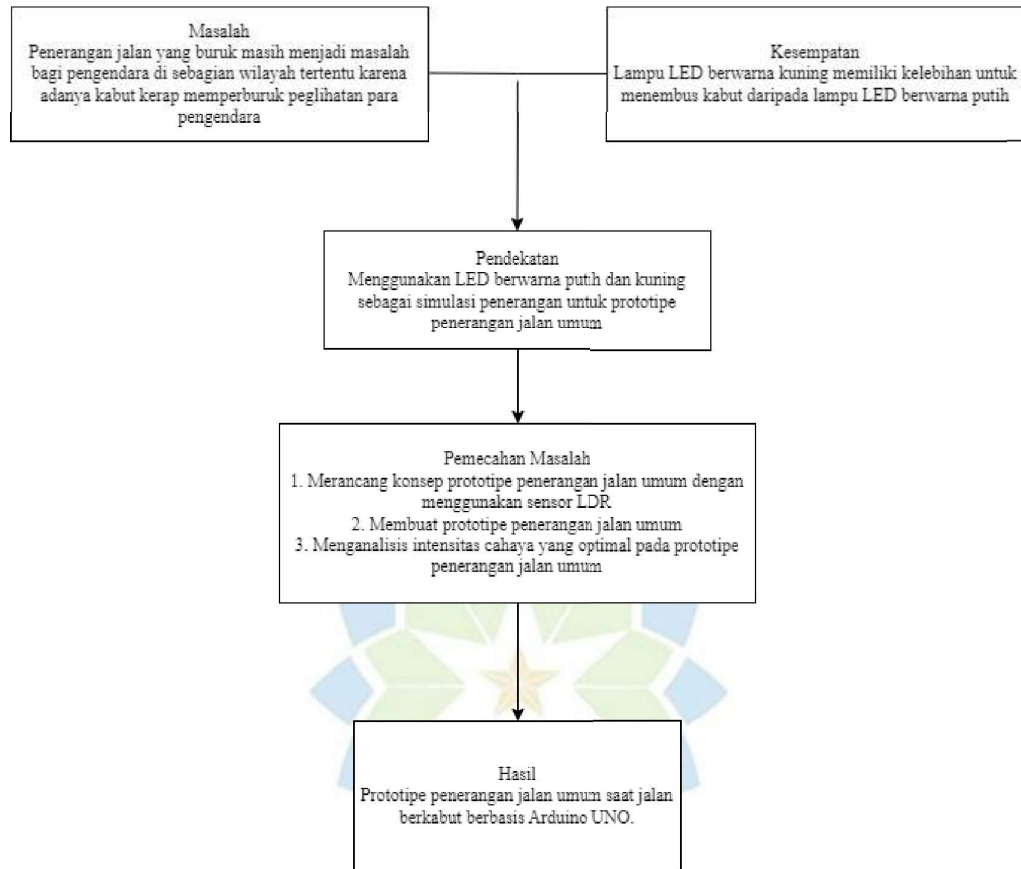 Masalah
Penerangan jalan yang buruk masih menjadi masalah
bagi pengendara di sebagian wilayah tertentu karena
adanya kabut kerap memperburuk peglihatan para
pengendara
Kesempatan
Lampu LED berwarna kuning memiliki kelebihan untuk
menembus kabut daripada lampu LED berwarna putih
Pendekatan
Menggunakan LED berwarna putih dan kuning
sebagai simulasi penerangan untuk prototipe
penerangan jalan umum
Pemecahan Masalah
1. Merancang konsep prototipe penerangan jalan umum dengan
menggunakan sensor LDR
2. Membuat prototipe penerangan jalan umum
3. Menganalisis intensitas cahaya yang optimal pada prototipe
penerangan jalan umum
Hasil
Prototipe penerangan jalan umum saat jalan
berkabut berbasis Arduino UNO.